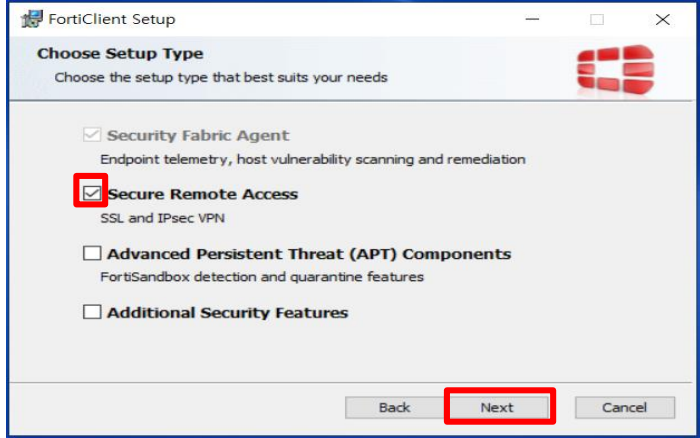 FortiClient Setup
Choose Setup Type
Choose the setup type that best suits your needs
Security Fabric Agent
Endpoint telemetry, host vulnerability scanning and remediation
Secure Remote Access
SSL and IPsec VPN
Advanced Persistent Threat (APT) Components
FortiSandbox detection and quarantine features
Additional Security Features
Back Next Cancel